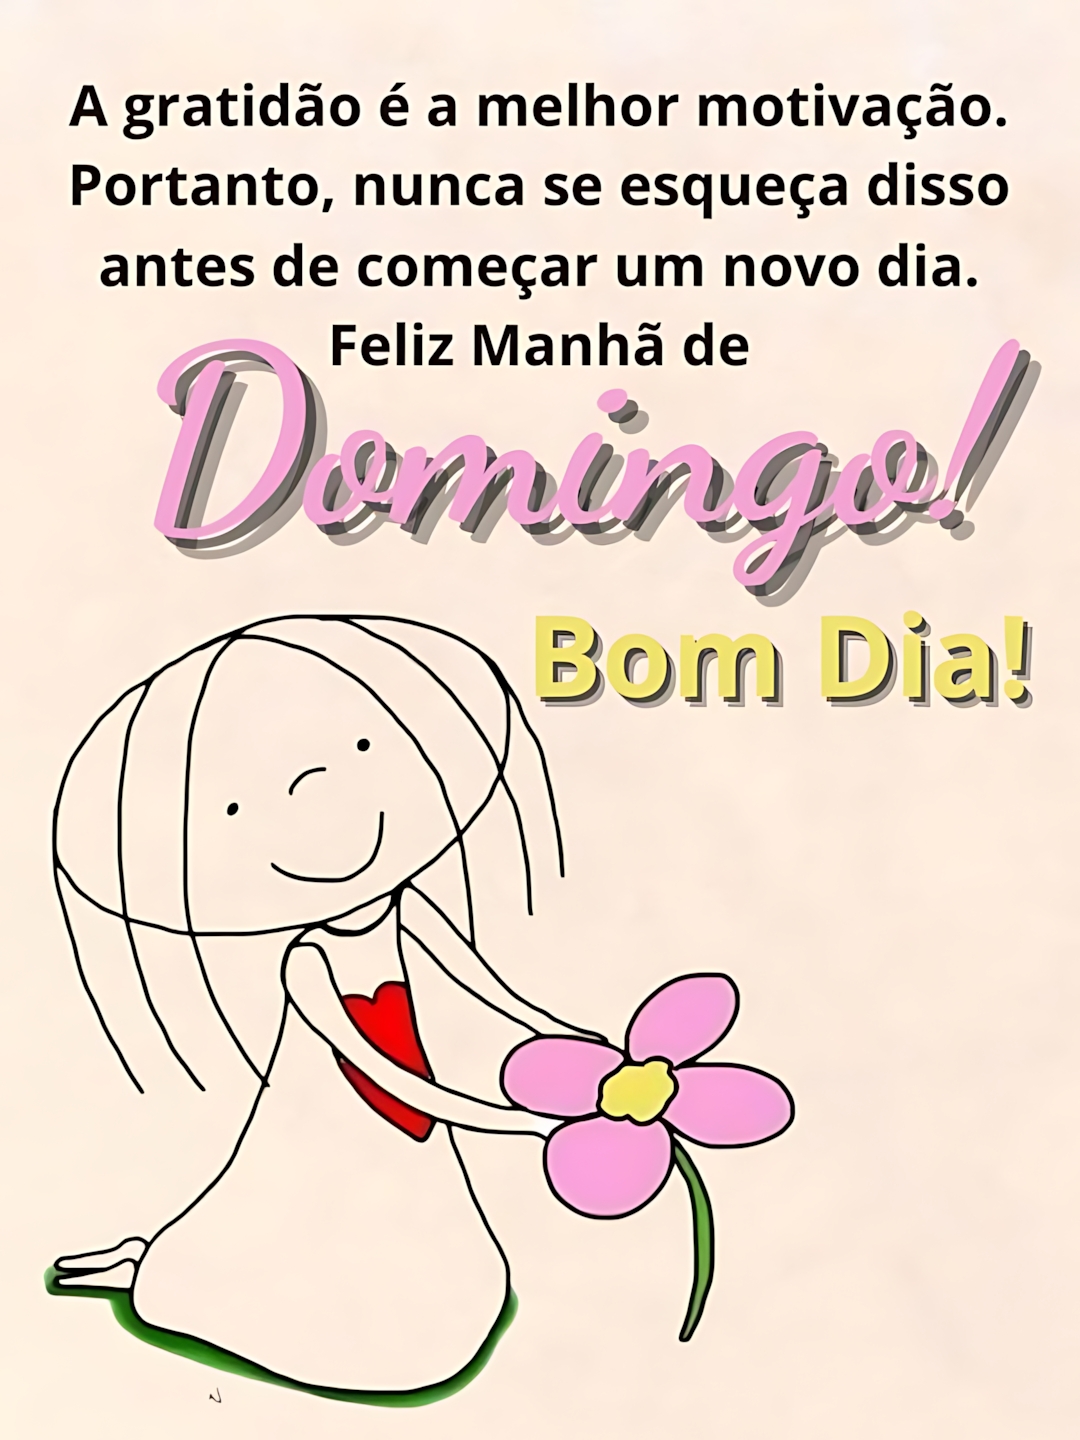 A gratidão é a melhor motivação.
Portanto, nunca se esqueça disso
antes de começar um novo dia.
Feliz Manhã de
Domingo!
Bom Dia!
N